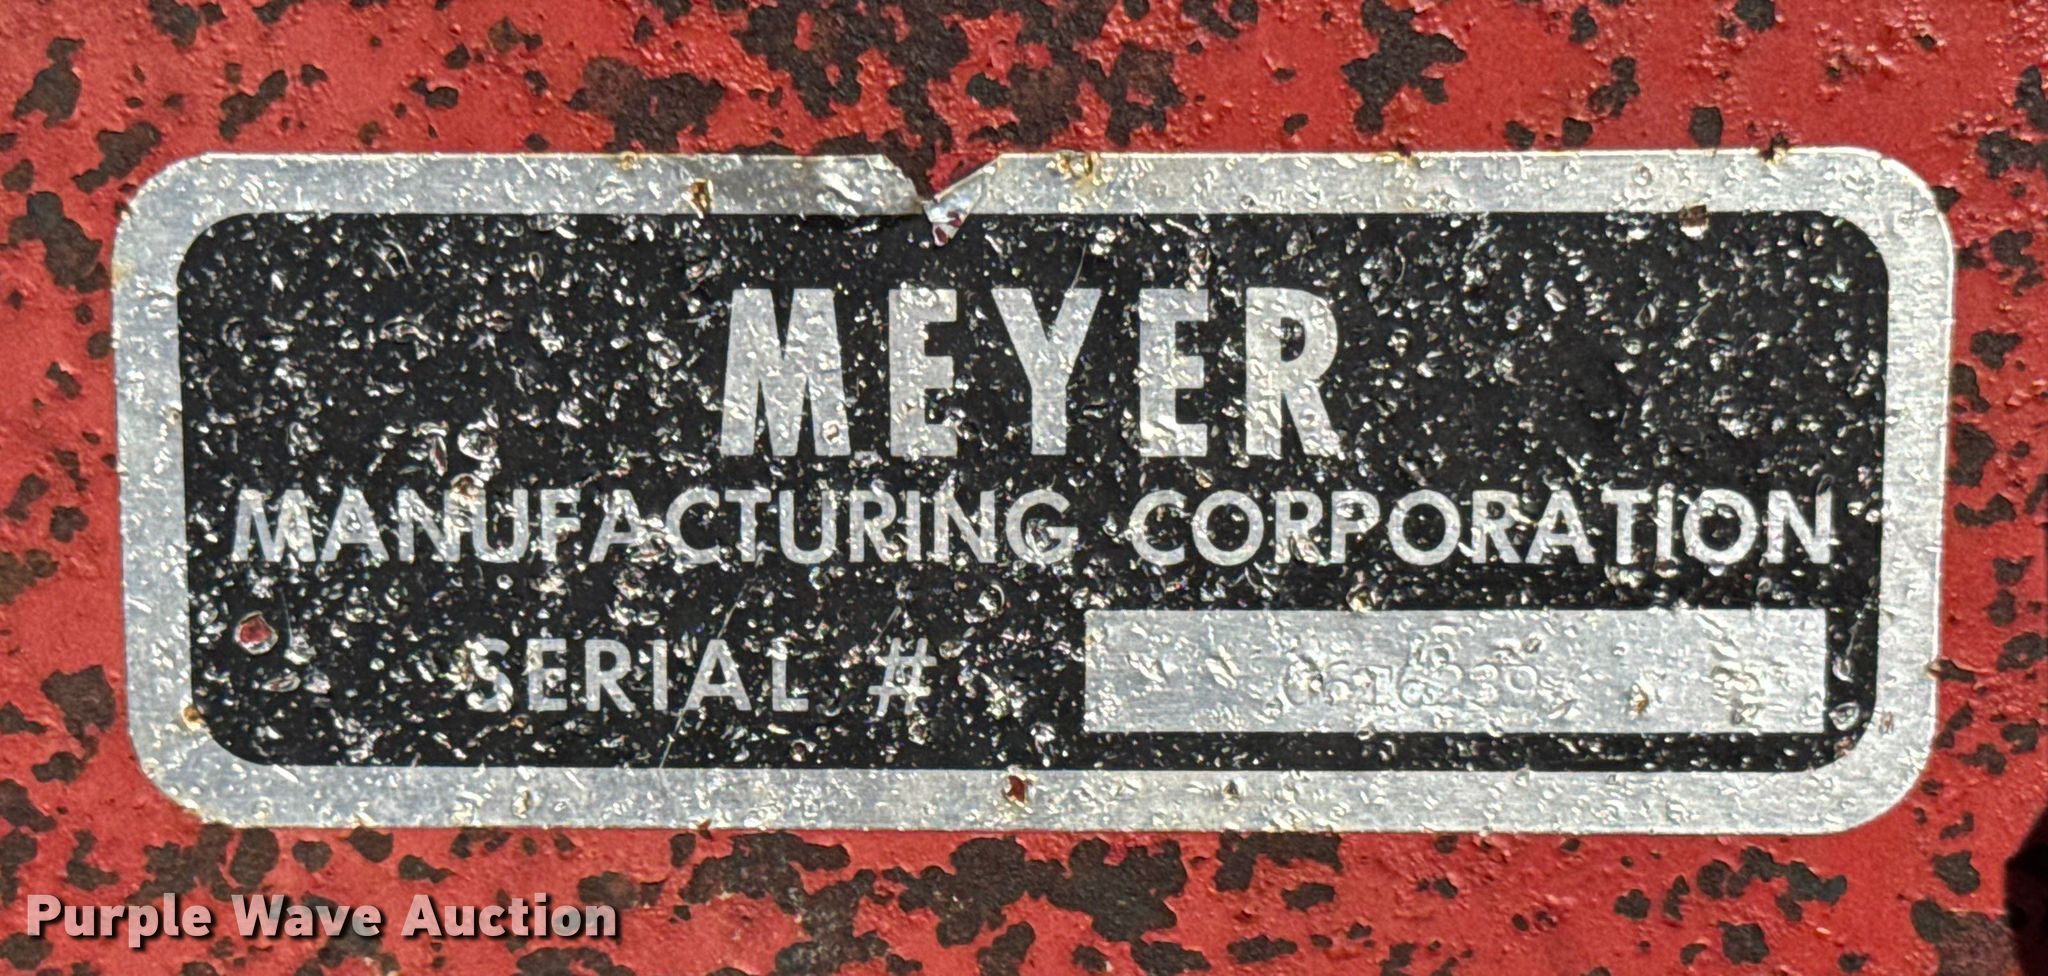 MEYER
MANUFACTURING CORPORATION
SERIAL #
Purple Wave Auction